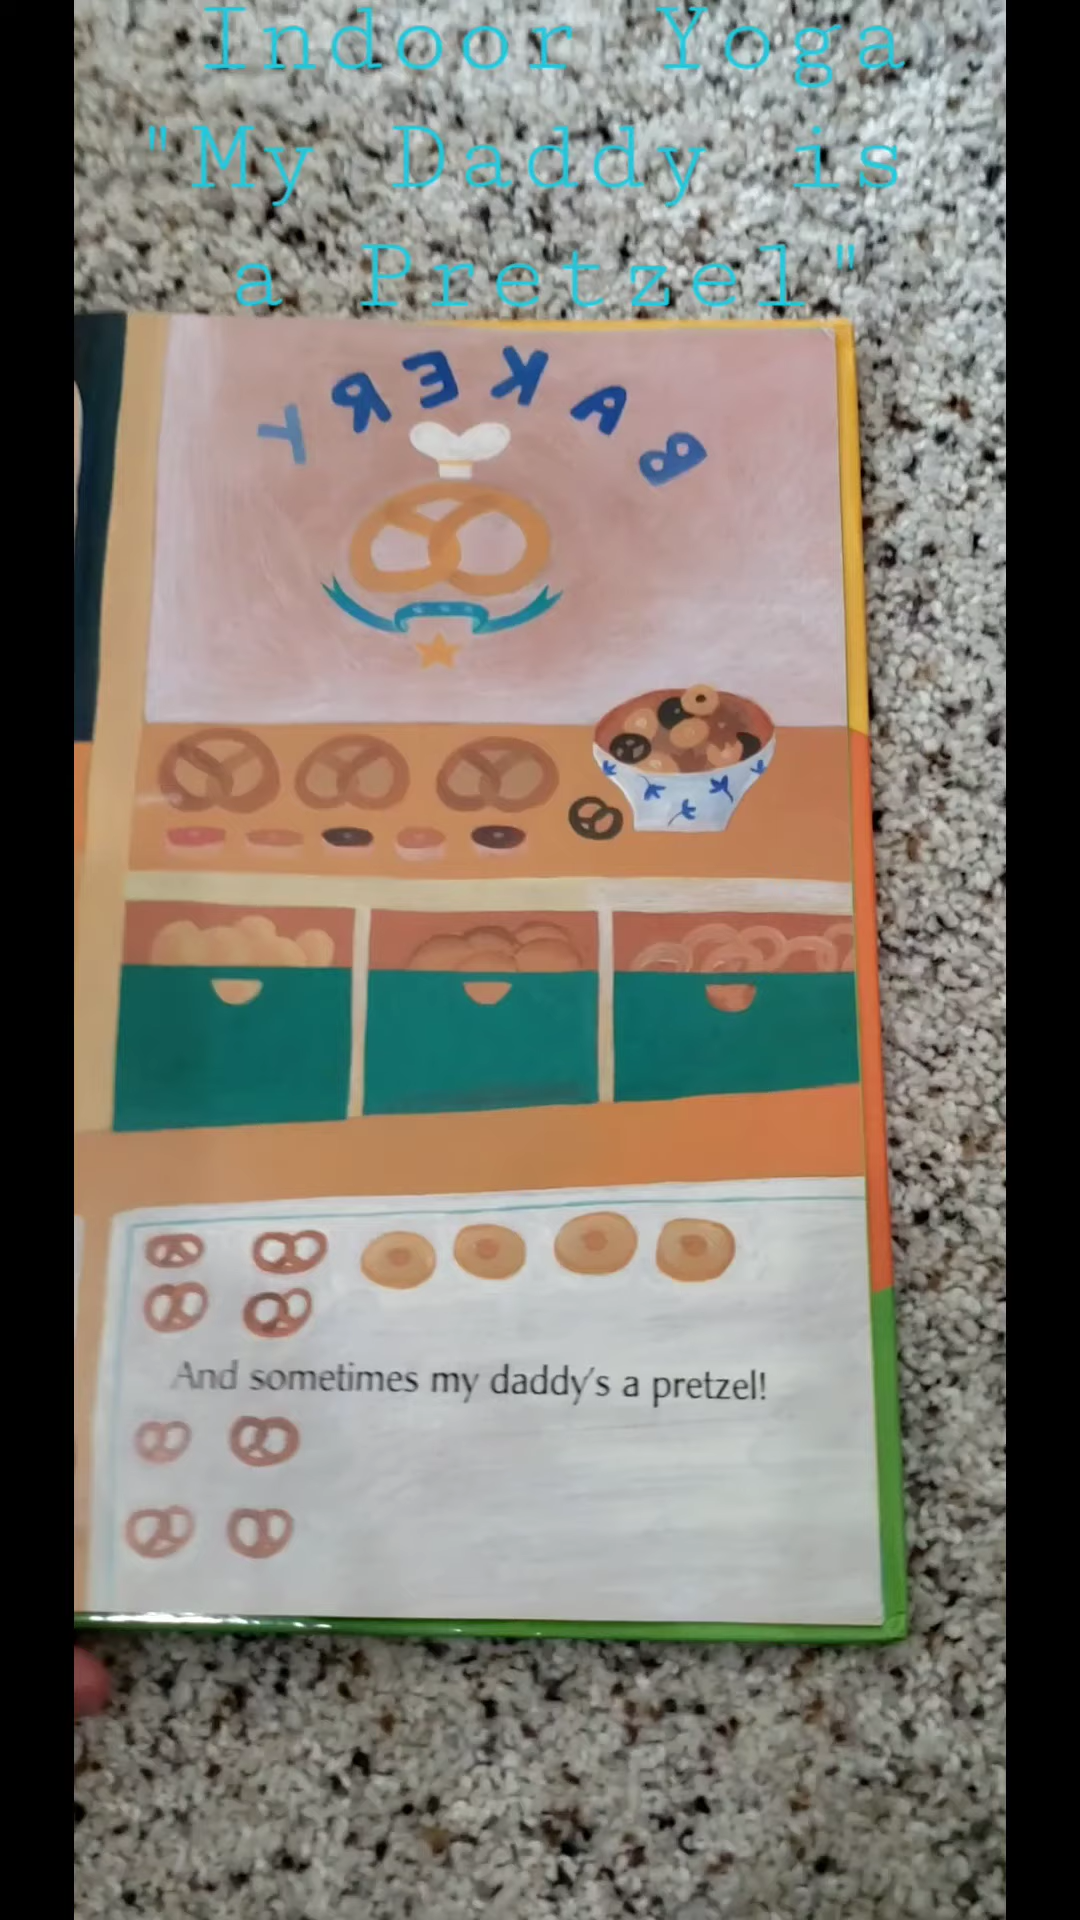 Indoor Yoga
"My Daddy is
a Pretzel"
BAKERY
And sometimes my daddy's a pretzel!